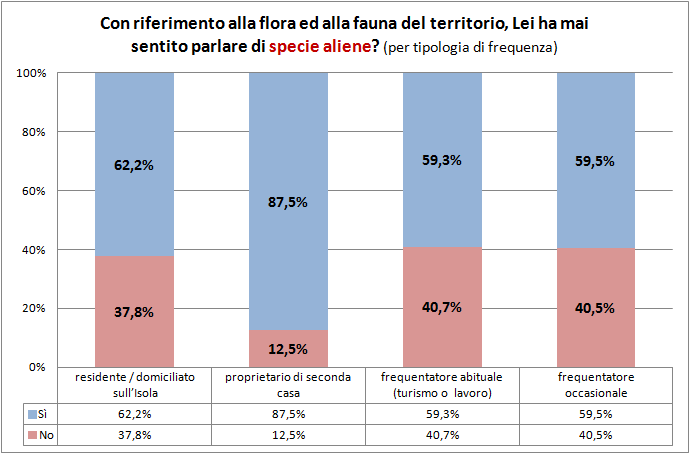 Con riferimento alla flora ed alla fauna del territorio, Lei ha mai
sentito parlare di specie aliene? (per tipologia di frequenza)
100%
80%
60%
40%
20%
0%
62,2%
87,5%
59,3%
59,5%
37,8%
12,5%
40,7%
40,5%
residente / domiciliato
sull'Isola
proprietario di seconda
casa
frequentatore abituale
(turismo o lavoro)
frequentatore
occasionale
Sì 62,2% 87,5% 59,3% 59,5%
No 37,8% 12,5% 40,7% 40,5%